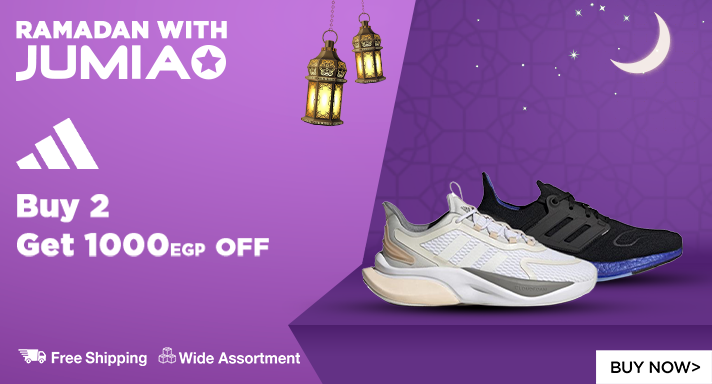 RAMADAN WITH
JUMIA
Buy 2
Get 1000EGP OFF
Free Shipping Wide Assortment
BUY NOW>